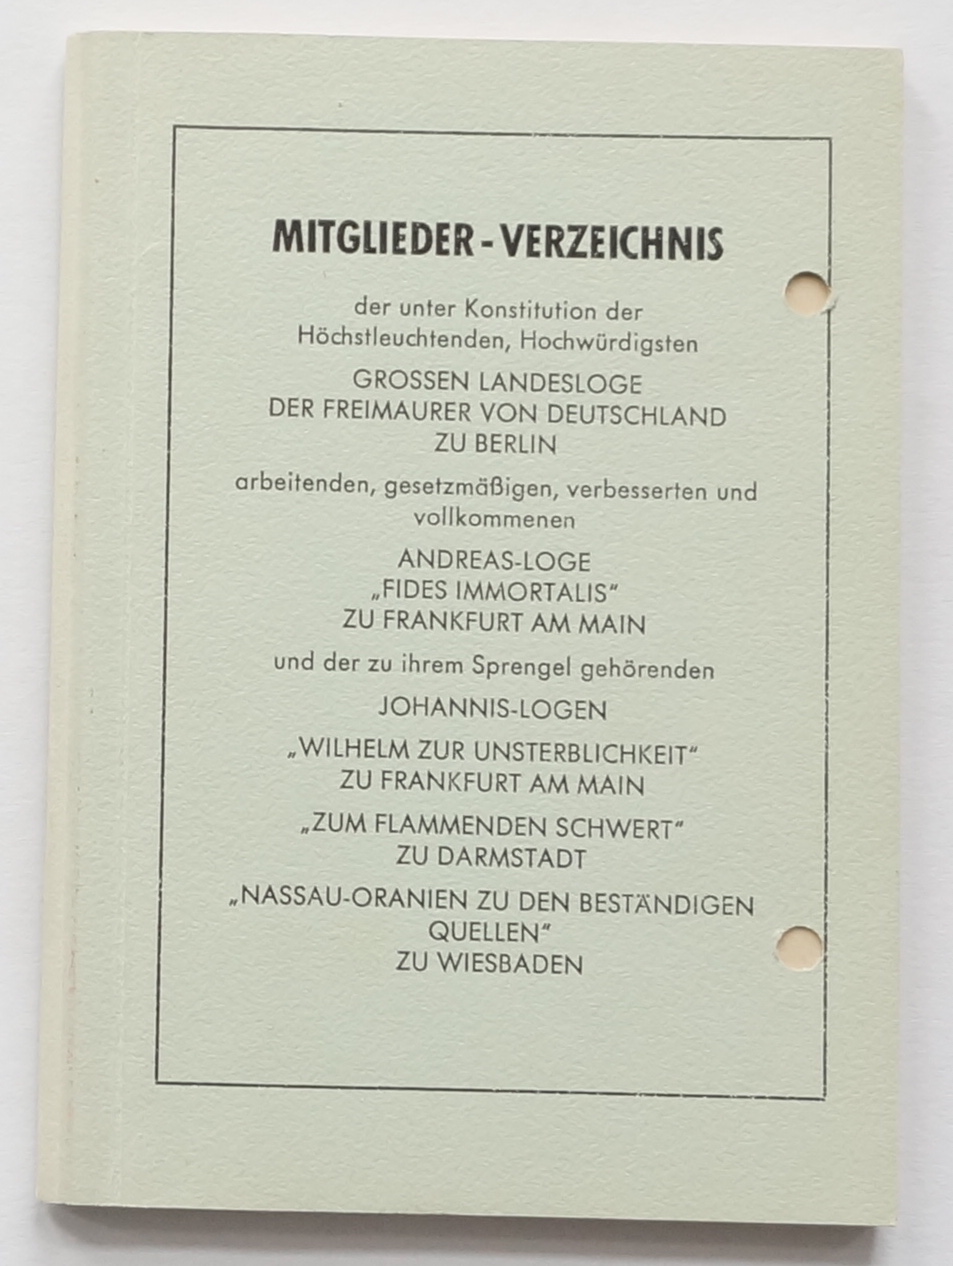 MITGLIEDER - VERZEICHNIS
der unter Konstitution der
Höchstleuchtenden, Hochwürdigsten
GROSSEN LANDESLOGE
DER FREIMAURER VON DEUTSCHLAND
ZU BERLIN
arbeitenden, gesetzmäßigen, verbesserten und
vollkommenen
ANDREAS-LOGE
„FIDES IMMORTALIS“
ZU FRANKFURT AM MAIN
und der zu ihrem Sprengel gehörenden
JOHANNIS-LOGEN
„WILHELM ZUR UNSTERBLICHKEIT“
ZU FRANKFURT AM MAIN
„ZUM FLAMMENDEN SCHWERT“
ZU DARMSTADT
„NASSAU-ORANIEN ZU DEN BESTÄNDIGEN
QUELLEN“
ZU WIESBADEN